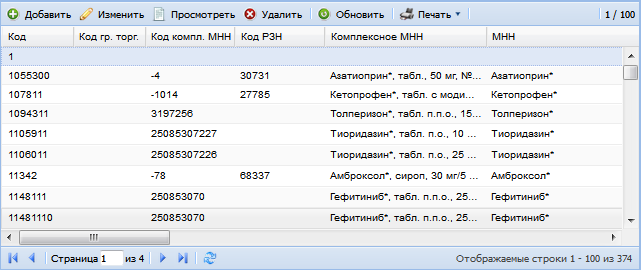 Добавить Изменить Просмотреть Удалить Обновить Печать 1 / 100
Код Код гр. торг. Код компл. МНН Код РЗН Комплексное МНН МНН
1
1055300 -4 30731 Азатиоприн*, табл., 50 мг, №... Азатиоприн*
107811 -1014 27785 Кетопрофен*, табл. с моди... Кетопрофен*
1094311 3197256 Толперизон*, табл. п.п.о., 15... Толперизон*
1105911 25085307227 Тиоридазин*, табл. п.о., 10 ... Тиоридазин*
1106011 25085307226 Тиоридазин*, табл. п.о., 25 ... Тиоридазин*
11342 -78 68337 Амброксол*, сироп, 30 мг/5 ... Амброксол*
1148111 250853070 Гефитиниб*, табл. п.п.о., 25... Гефитиниб*
11481110 250853070 Гефитиниб*, табл. п.п.о., 25... Гефитиниб*
Страница 1 из 4 Отображаемые строки 1 - 100 из 374